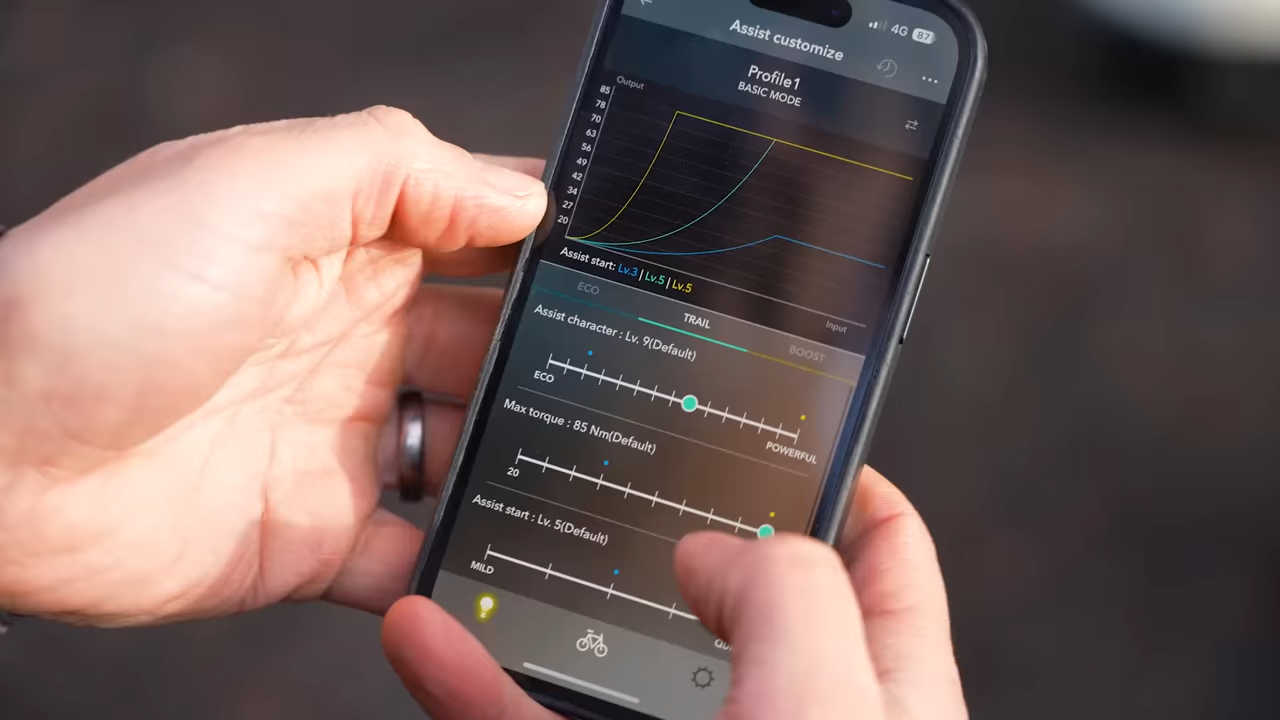 4G 87
Assist customize
Profile1
BASIC MODE
Output
85
78
70
63
56
49
42
34
27
20
Assist start: Lv.3 | Lv.5 | Lv.5
Input
ECO
TRAIL
BOOST
Assist character : Lv. 9(Default)
ECO
POWERFUL
Max torque : 85 Nm(Default)
20
Assist start : Lv. 5(Default)
MILD